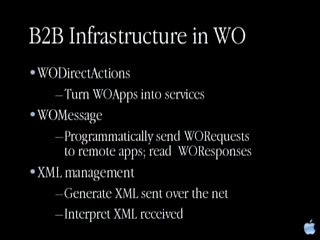 B2B Infrastructure in WO
•WODirectActions
–Turn WOApps into services
•WOMessage
–Programmatically send WORequests
to remote apps; read WOResponses
•XML management
–Generate XML sent over the net
–Interpret XML received